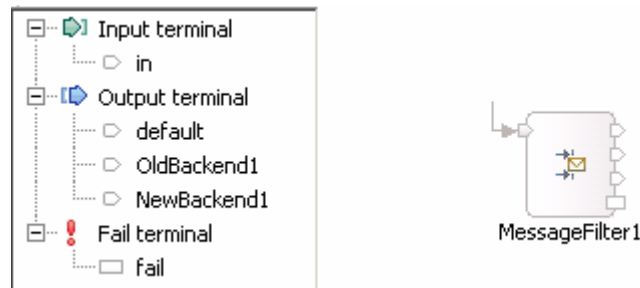 Input terminal
in
Output terminal
default
OldBackend1
NewBackend1
Fail terminal
fail
MessageFilter1